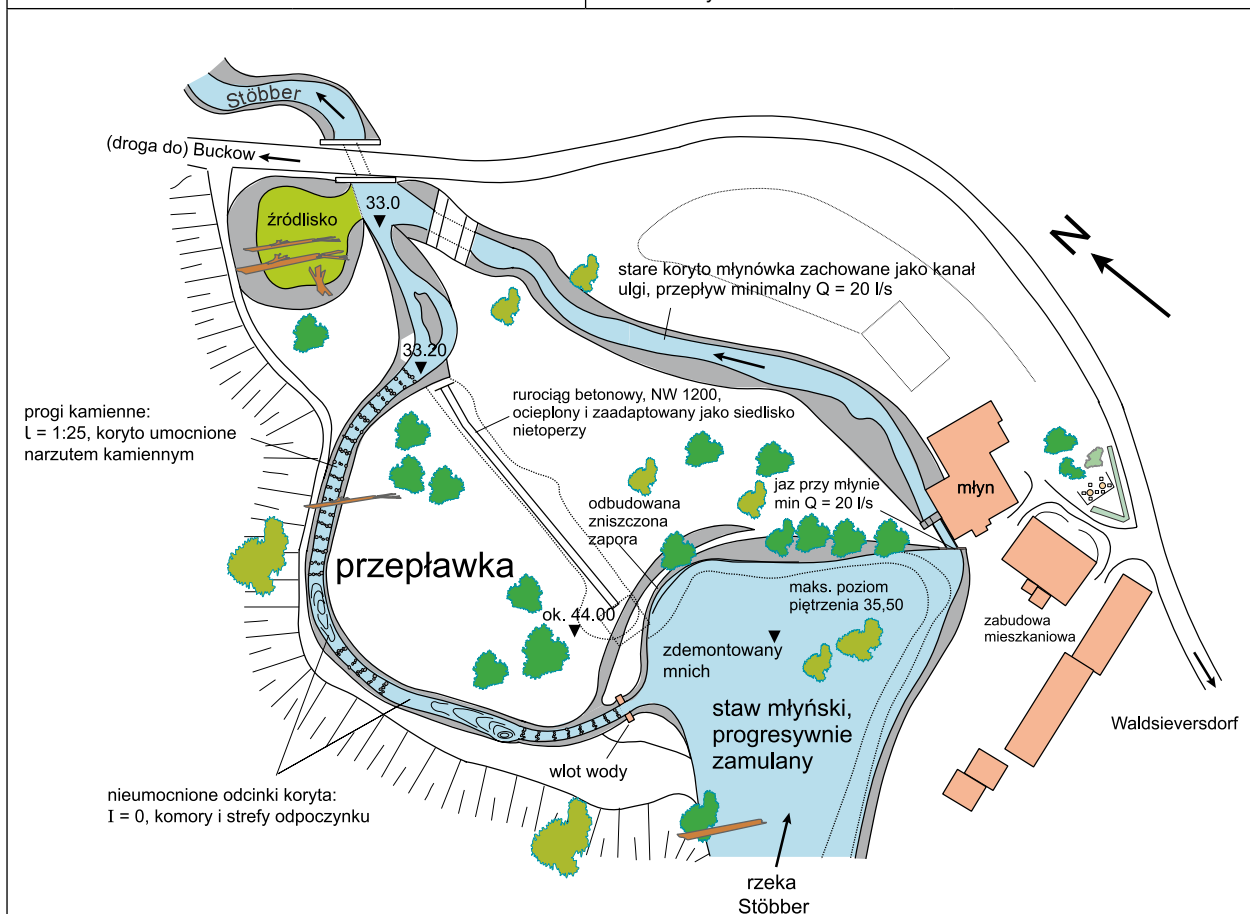 Stöbber
(droga do) Buckow
źródlisko
33.0
N
stare koryto młynówka zachowane jako kanał
ulgi, przepływ minimalny Q = 20 l/s
33.20
rurociąg betonowy, NW 1200,
ocieplony i zaadaptowany jako siedlisko
nietoperzy
progi kamienne:
l = 1:25, koryto umocnione
narzutem kamiennym
jaz przy młynie
min Q = 20 l/s
młyn
odbudowana
zniszczona
zapora
przepławka
maks. poziom
piętrzenia 35,50
ok. 44.00
zabudowa
mieszkaniowa
zdemontowany
mnich
staw młyński,
progresywnie
zamulany
Waldsieversdorf
wlot wody
nieumocnione odcinki koryta:
I = 0, komory i strefy odpoczynku
rzeka
Stöbber